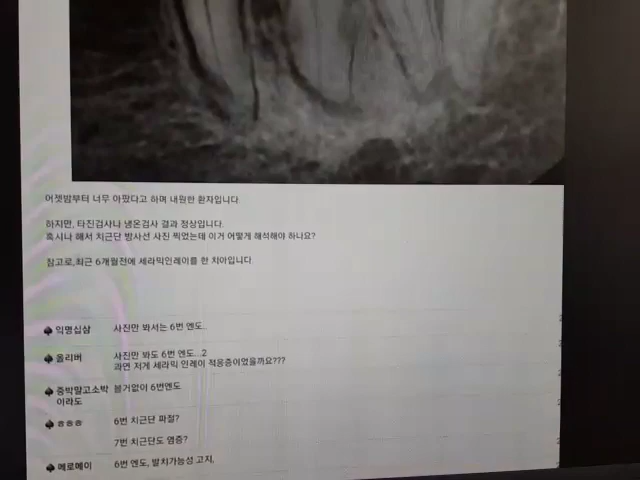 어젯밤부터 너무 아팠다고 하며 내원한 환자입니다.
하지만, 타진검사나 냉온검사 결과 정상입니다.
혹시나 해서 치근단 방사선 사진 찍었는데 이거 어떻게 해석해야 하나요?
참고로,최근 6개월전에 세라믹인레이를 한 치아입니다.
익명십삼 사진만 봐서는 6번 엔도..
올리버 사진만 봐도 6번 엔도...2
과연 저게 세라믹 인레이 적응증이었을까요???
중박말고소박이라도 볼거없이 6번엔도
ㅎㅎㅎ 6번 치근단 파절?
7번 치근단도 염증?
메로메이 6번 엔도, 발치가능성 고지,